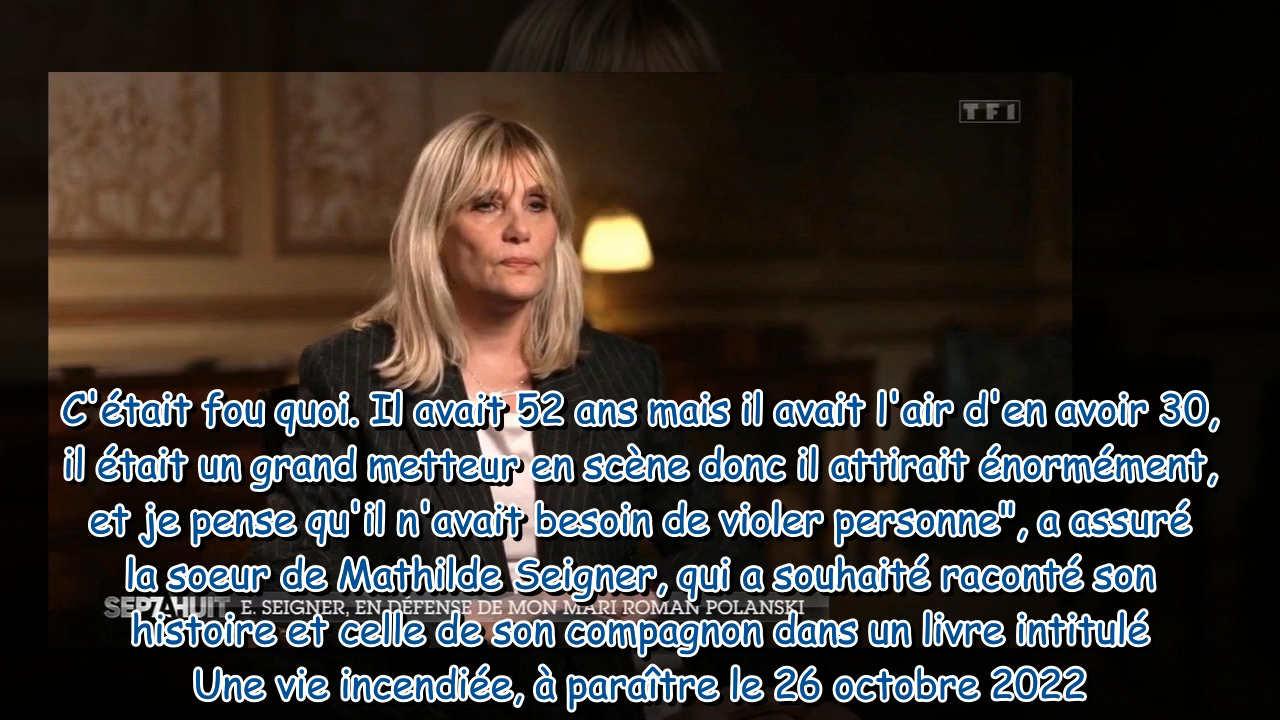 TF1
C'était fou quoi. Il avait 52 ans mais il avait l'air d'en avoir 30,
il était un grand metteur en scène donc il attirait énormément,
et je pense qu'il n'avait besoin de violer personne", a assuré
la soeur de Mathilde Seigner, qui a souhaité raconté son
SEPT À HUIT E. SEIGNER, EN DÉFENSE DE MON MARI ROMAN POLANSKI
histoire et celle de son compagnon dans un livre intitulé
Une vie incendiée, à paraître le 26 octobre 2022